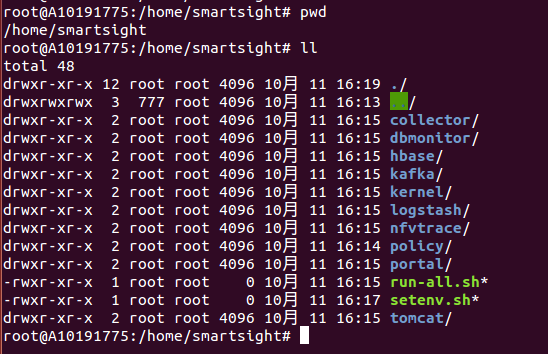 root@A10191775:/home/smartsight# pwd
/home/smartsight
root@A10191775:/home/smartsight# ll
total 48
drwxr-xr-x 12 root root 4096 10月 11 16:19 ./
drwxrwxrwx  3  777 root 4096 10月 11 16:13 ../
drwxr-xr-x  2 root root 4096 10月 11 16:15 collector/
drwxr-xr-x  2 root root 4096 10月 11 16:15 dbmonitor/
drwxr-xr-x  2 root root 4096 10月 11 16:15 hbase/
drwxr-xr-x  2 root root 4096 10月 11 16:15 kafka/
drwxr-xr-x  2 root root 4096 10月 11 16:15 kernel/
drwxr-xr-x  2 root root 4096 10月 11 16:15 logstash/
drwxr-xr-x  2 root root 4096 10月 11 16:15 nfvtrace/
drwxr-xr-x  2 root root 4096 10月 11 16:14 policy/
drwxr-xr-x  2 root root 4096 10月 11 16:15 portal/
-rwxr-xr-x  1 root root    0 10月 11 16:15 run-all.sh*
-rwxr-xr-x  1 root root    0 10月 11 16:17 setenv.sh*
drwxr-xr-x  2 root root 4096 10月 11 16:15 tomcat/
root@A10191775:/home/smartsight#